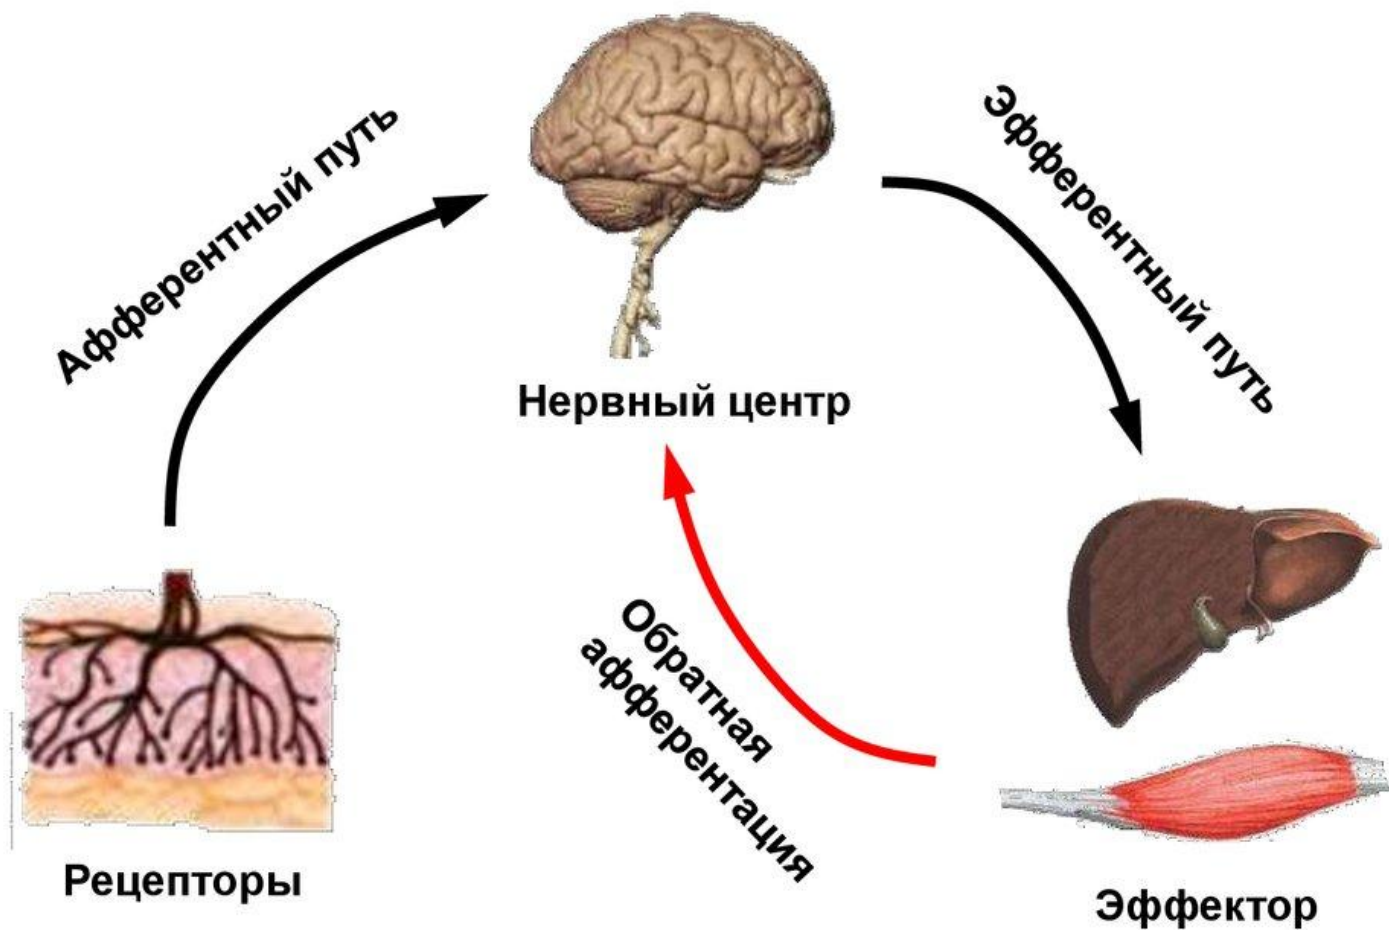 Афферентный путь
Эфферентный путь
Нервный центр
Обратная
афферентация
Рецепторы
Эффектор